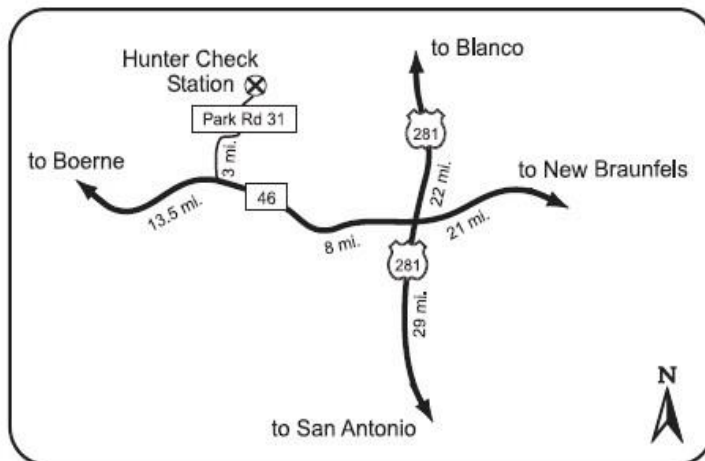 to Blanco
Hunter Check
Station
Park Rd 31
281
to Boerne
3 mi.
22 mi.
to New Braunfels
13.5 mi.
46
8 mi.
21 mi.
281
29 mi.
N
to San Antonio